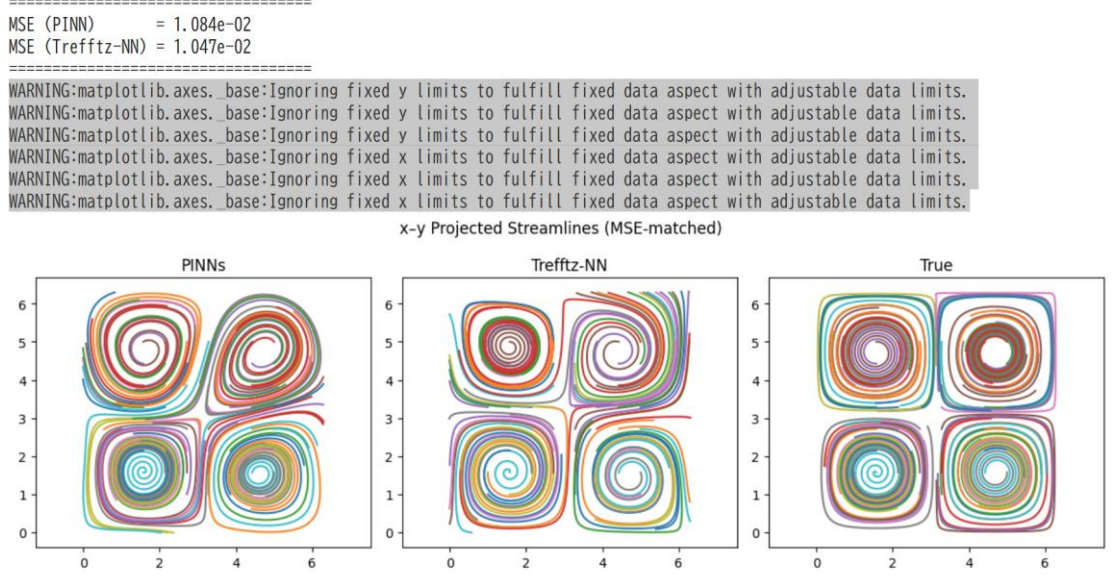 ===================================
MSE (PINN)       = 1.084e-02
MSE (Trefftz-NN) = 1.047e-02
===================================
WARNING:matplotlib.axes._base:Ignoring fixed y limits to fulfill fixed data aspect with adjustable data limits.
WARNING:matplotlib.axes._base:Ignoring fixed y limits to fulfill fixed data aspect with adjustable data limits.
WARNING:matplotlib.axes._base:Ignoring fixed y limits to fulfill fixed data aspect with adjustable data limits.
WARNING:matplotlib.axes._base:Ignoring fixed x limits to fulfill fixed data aspect with adjustable data limits.
WARNING:matplotlib.axes._base:Ignoring fixed x limits to fulfill fixed data aspect with adjustable data limits.
WARNING:matplotlib.axes._base:Ignoring fixed x limits to fulfill fixed data aspect with adjustable data limits.
x–y Projected Streamlines (MSE-matched)
PINNs
6
5
4
3
2
1
0
0 2 4 6
Trefftz-NN
6
5
4
3
2
1
0
0 2 4 6
True
6
5
4
3
2
1
0
0 2 4 6